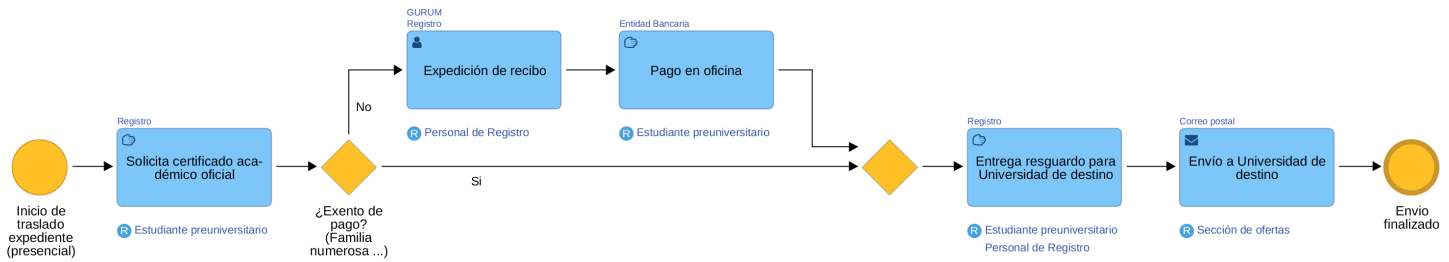 Inicio de
traslado
expediente
(presencial)
Registro
Solicita certificado aca-
démico oficial
R Estudiante preuniversitario
¿Exento de
pago?
(Familia
numerosa ...)
No
Si
GURUM
Registro
Expedición de recibo
R Personal de Registro
Entidad Bancaria
Pago en oficina
R Estudiante preuniversitario
Registro
Entrega resguardo para
Universidad de destino
R Estudiante preuniversitario
Personal de Registro
Correo postal
Envío a Universidad de
destino
R Sección de ofertas
Envio
finalizado